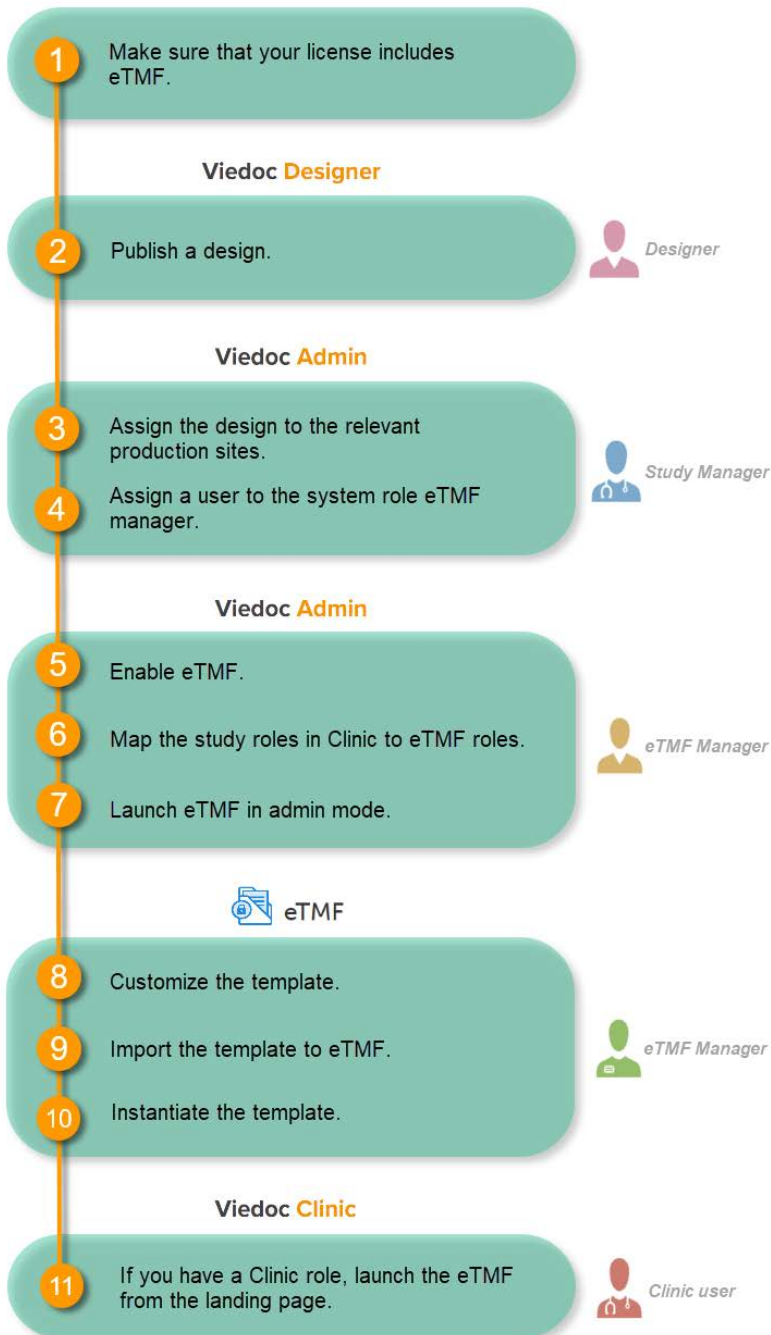 1
Make sure that your license includes
eTMF.
Viedoc Designer
2
Publish a design.
Designer
Viedoc Admin
3
Assign the design to the relevant
production sites.
Study Manager
4
Assign a user to the system role eTMF
manager.
Viedoc Admin
5
Enable eTMF.
6
Map the study roles in Clinic to eTMF roles.
eTMF Manager
7
Launch eTMF in admin mode.
eTMF
8
Customize the template.
9
Import the template to eTMF.
eTMF Manager
10
Instantiate the template.
Viedoc Clinic
11
If you have a Clinic role, launch the eTMF
from the landing page.
Clinic user